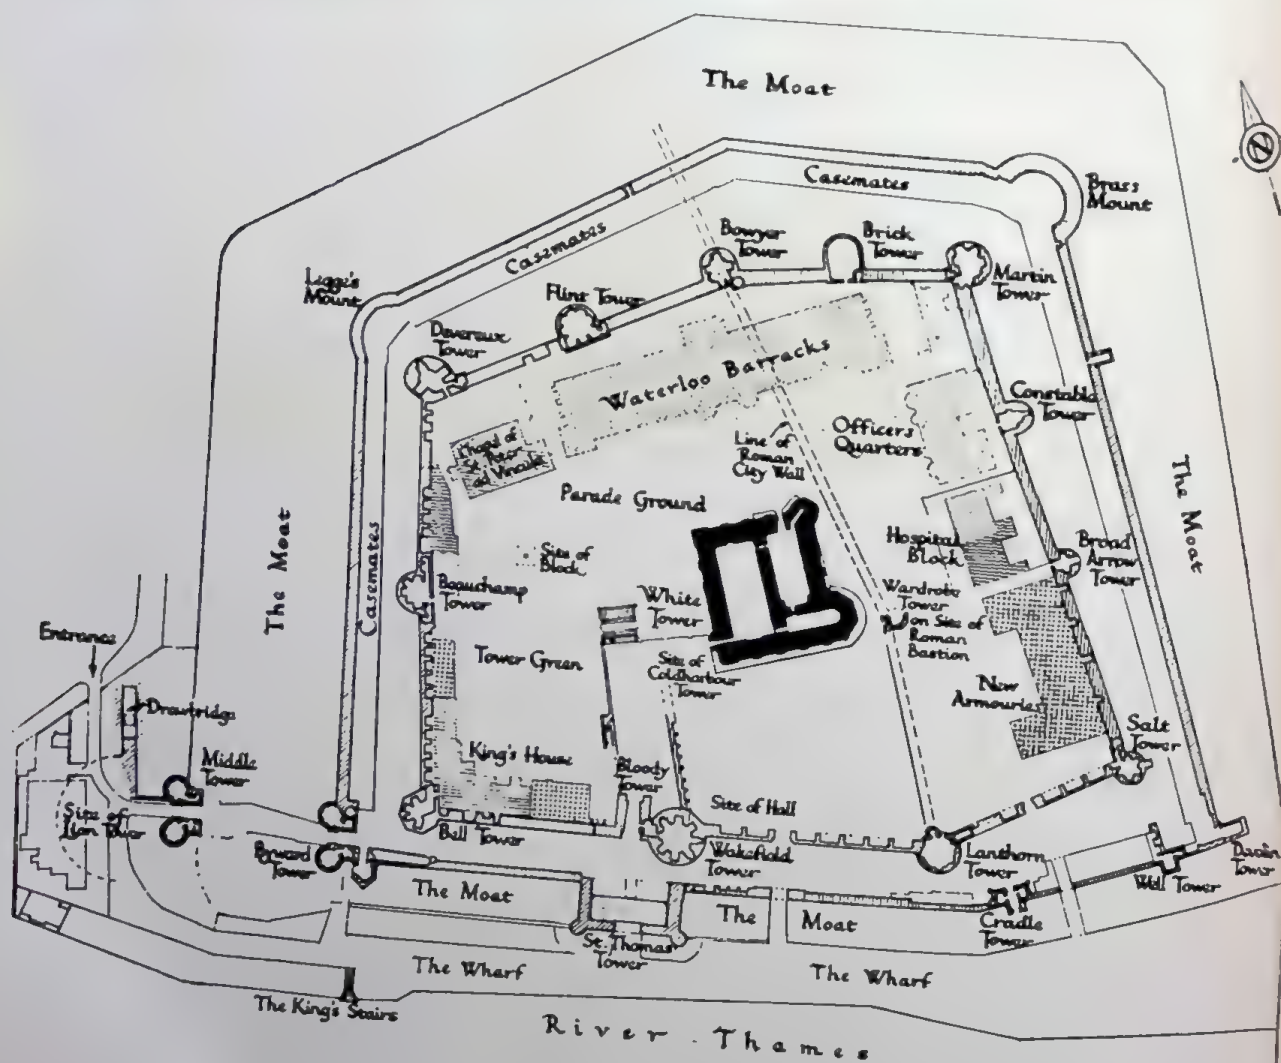 The Moat
N
Casemates
Brass
Mount
Bowyer
Tower
Brick
Tower
Martin
Tower
Casemates
Legge's
Mount
Flint Tower
Devereux
Tower
Waterloo Barracks
Constable
Tower
Officers
Quarters
Line of
Roman
City Wall
Chapel of
St. Peter
ad Vincula
Parade Ground
The Moat
The Moat
Casemates
Site of
Block
Hospital
Block
Broad
Arrow
Tower
Beauchamp
Tower
White
Tower
Wardrobe
Tower
on Site of
Roman
Bastion
Entrance
Tower Green
Site of
Coldharbour
Tower
New
Armouries
Drawbridge
Salt
Tower
Middle
Tower
King's House
Bloody
Tower
Site of Hall
Site of
Lion Tower
Bell Tower
Byward
Tower
Wakefield
Tower
Lanthorn
Tower
Well Tower
Develin
Tower
The Moat
The Moat
Cradle
Tower
St. Thomas
Tower
The Wharf
The Wharf
The King's Stairs
River Thames